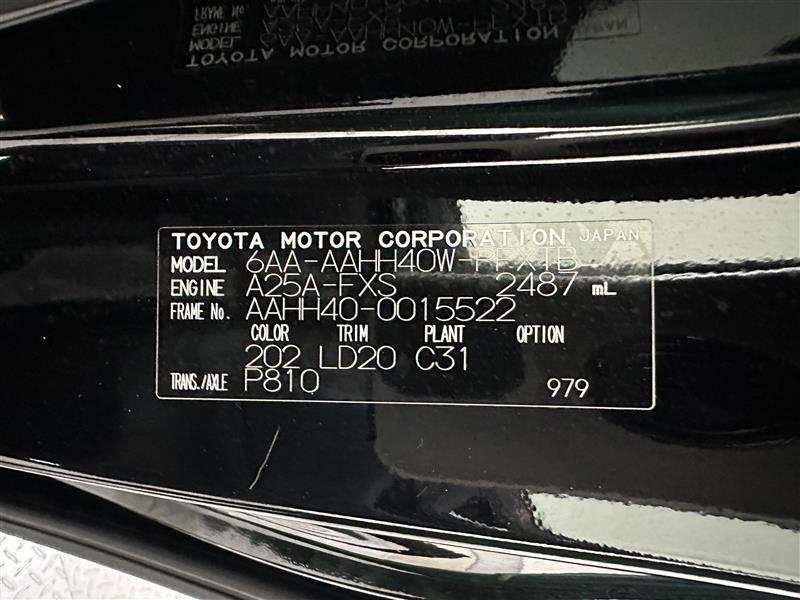 TOYOTA MOTOR CORPORATION JAPAN
MODEL 6AA-AAHH40W-PFXTB
ENGINE A25A-FXS 2487 mL
FRAME No. AAHH40-0015522
COLOR TRIM PLANT OPTION
202 LD20 C31
TRANS./AXLE P810 979